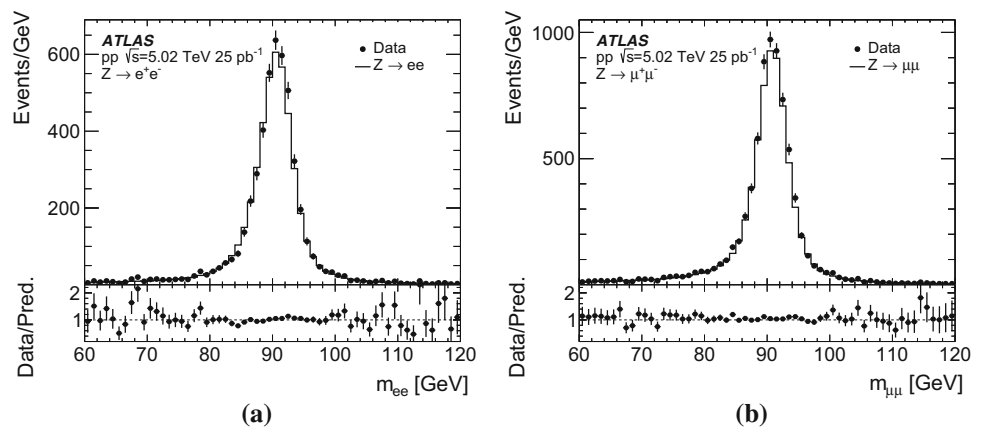 Events/GeV
600
400
200
ATLAS
pp √s=5.02 TeV 25 pb⁻¹
Z → e⁺e⁻
Data
Z → ee
Data/Pred.
2
1
60 70 80 90 100 110 120
m_ee [GeV]
(a)
Events/GeV
1000
500
ATLAS
pp √s=5.02 TeV 25 pb⁻¹
Z → μ⁺μ⁻
Data
Z → μμ
Data/Pred.
2
1
60 70 80 90 100 110 120
m_μμ [GeV]
(b)